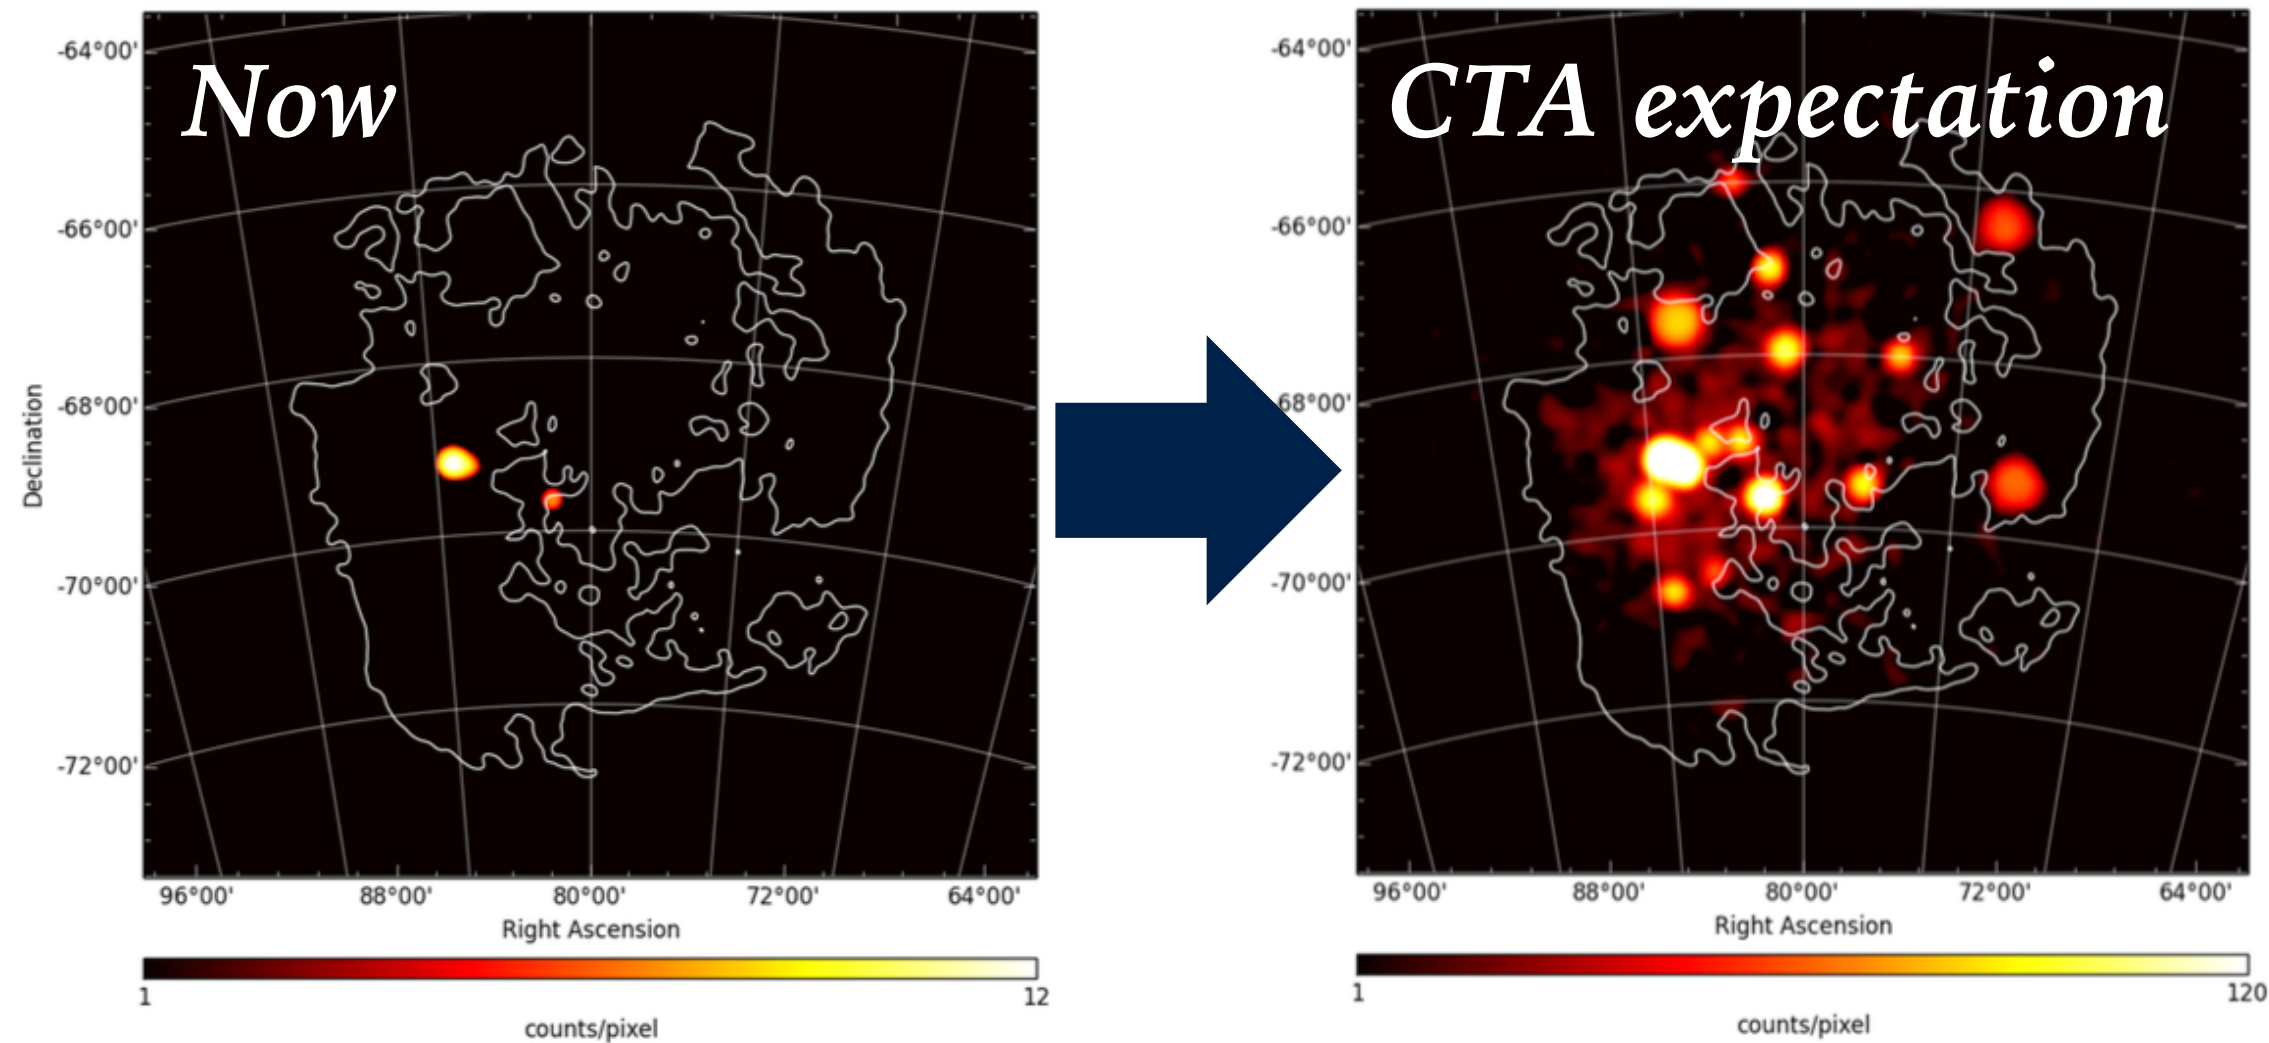 Now
-64°00'
-66°00'
-68°00'
-70°00'
-72°00'
Declination
96°00' 88°00' 80°00' 72°00' 64°00'
Right Ascension
1 12
counts/pixel
CTA expectation
-64°00'
-66°00'
68°00'
-70°00'
-72°00'
96°00' 88°00' 80°00' 72°00' 64°00'
Right Ascension
1 120
counts/pixel